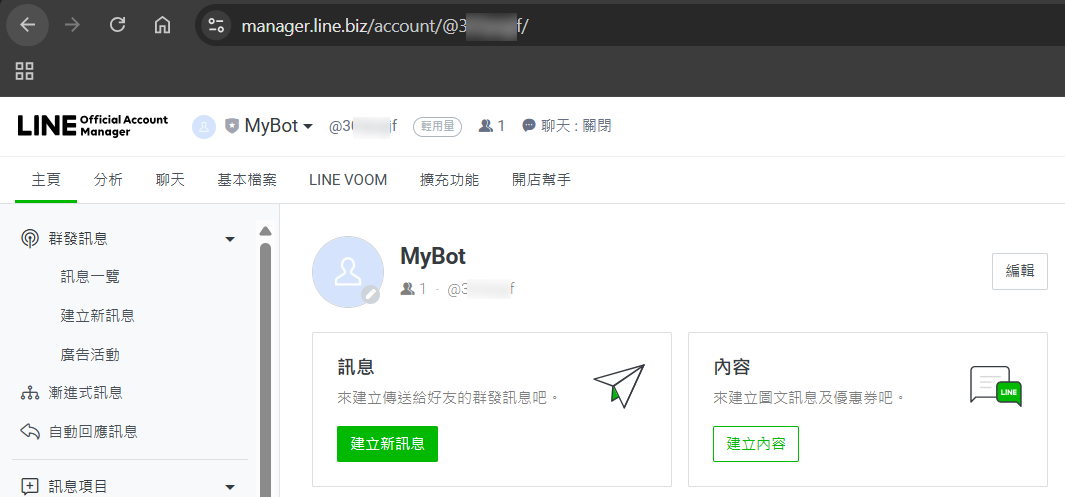 manager.line.biz/account/@3
f/
LINE Official Account Manager
MyBot
@30
jf
輕用量
1
聊天 : 關閉
主頁 分析 聊天 基本檔案 LINE VOOM 擴充功能 開店幫手
群發訊息
訊息一覽
建立新訊息
廣告活動
漸進式訊息
自動回應訊息
訊息項目
MyBot
1 · @3
f
編輯
訊息
來建立傳送給好友的群發訊息吧。
建立新訊息
內容
來建立圖文訊息及優惠券吧。
LINE
建立內容